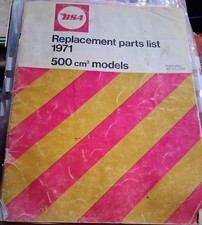 BSA
Replacement parts list
1971
500 cm³ models